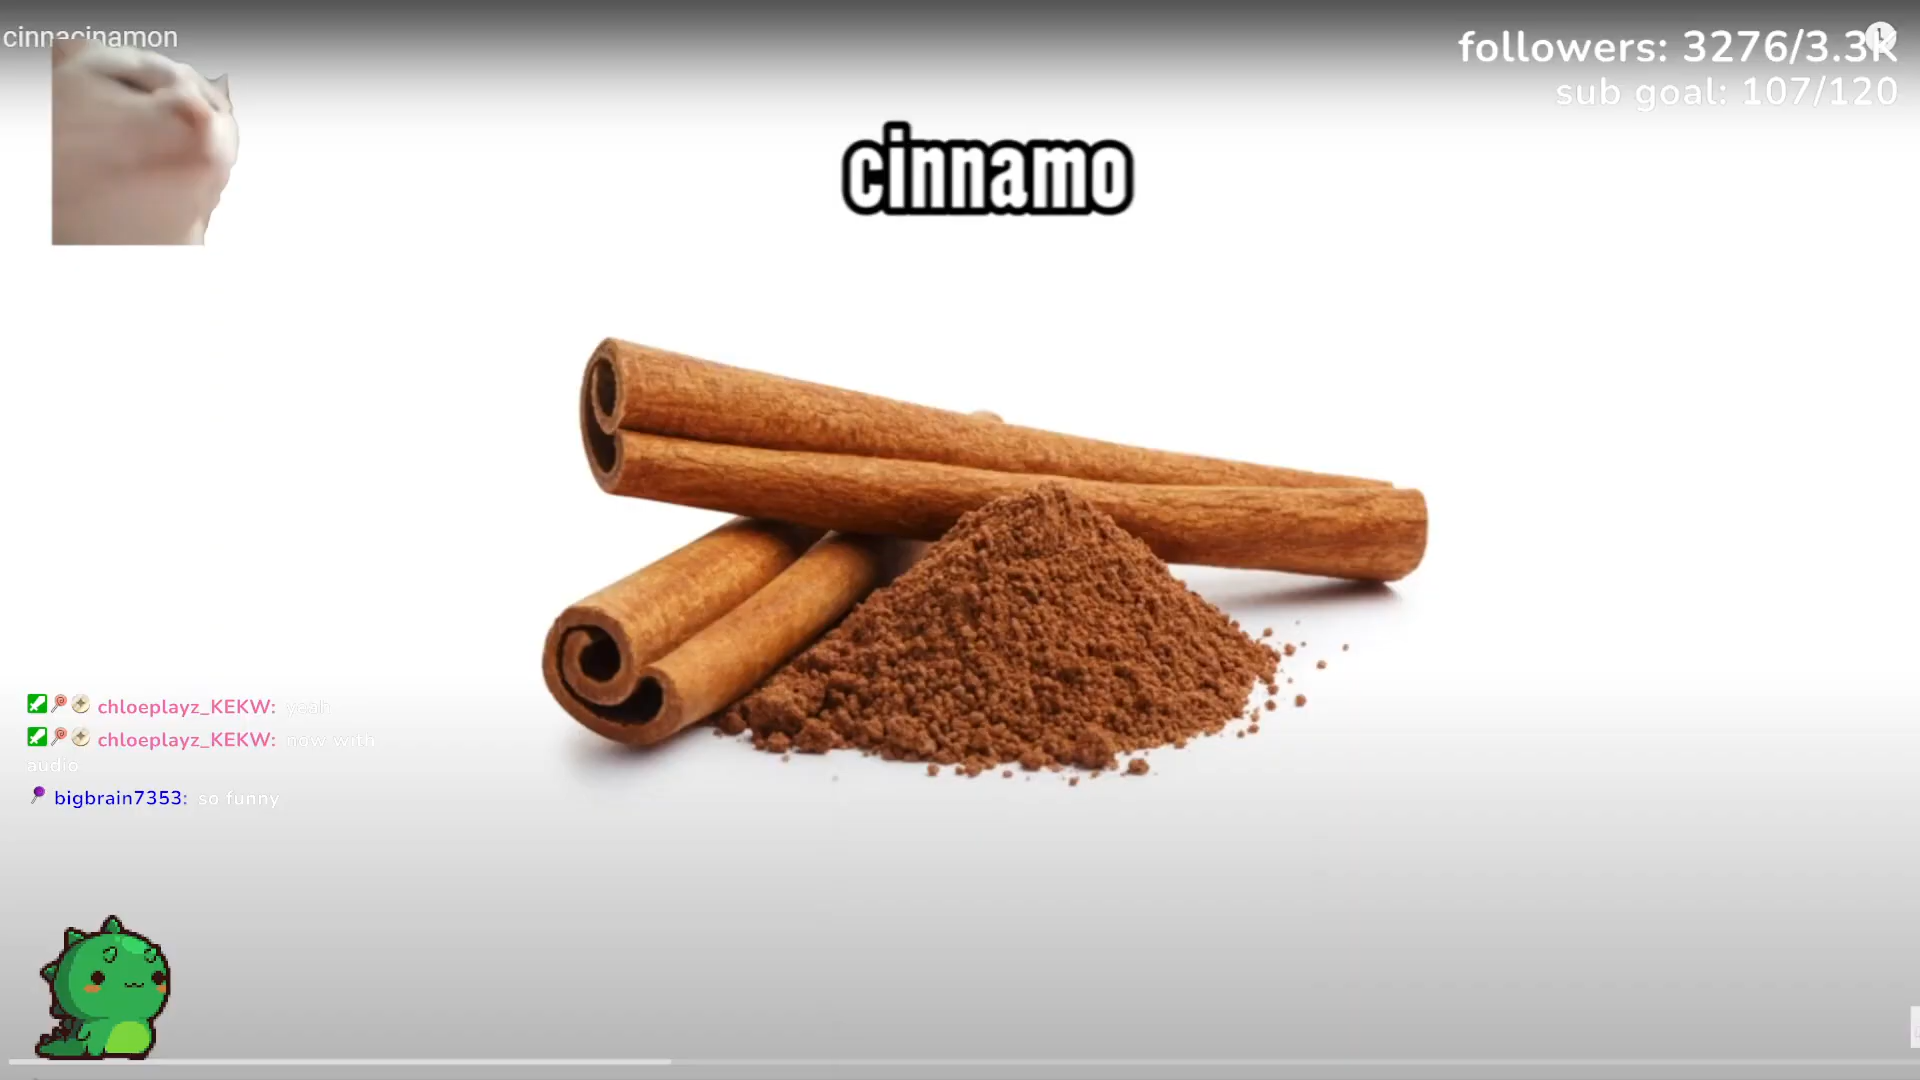 cinnacinamon
followers: 3276/3.3K
sub goal: 107/120
cinnamo
chloeplayz_KEKW: yeah
chloeplayz_KEKW: now with
audio
bigbrain7353: so funny